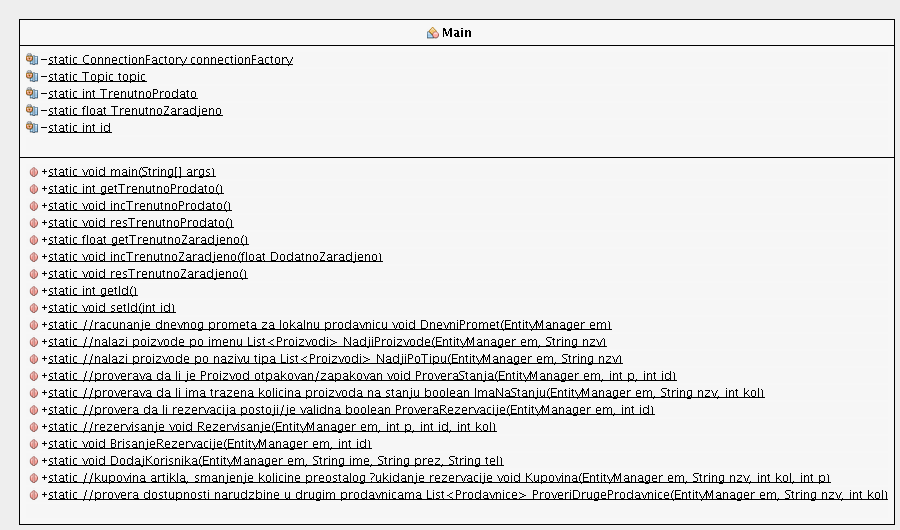 Main
-static ConnectionFactory connectionFactory
-static Topic topic
-static int TrenutnoProdato
-static float TrenutnoZaradjeno
-static int id
+static void main(String[] args)
+static int getTrenutnoProdato()
+static void incTrenutnoProdato()
+static void resTrenutnoProdato()
+static float getTrenutnoZaradjeno()
+static void incTrenutnoZaradjeno(float DodatnoZaradjeno)
+static void resTrenutnoZaradjeno()
+static int getId()
+static void setId(int id)
+static //racunanje dnevnog prometa za lokalnu prodavnicu void DnevniPromet(EntityManager em)
+static //nalazi poizvode po imenu List<Proizvodi> NadjiProizvode(EntityManager em, String nzv)
+static //nalazi proizvode po nazivu tipa List<Proizvodi> NadjiPoTipu(EntityManager em, String nzv)
+static //proverava da li je Proizvod otpakovan/zapakovan void ProveraStanja(EntityManager em, int p, int id)
+static //proverava da li ima trazena kolicina proizvoda na stanju boolean ImaNaStanju(EntityManager em, String nzv, int kol)
+static //provera da li rezervacija postoji/je validna boolean ProveraRezervacije(EntityManager em, int id)
+static //rezervisanje void Rezervisanje(EntityManager em, int p, int id, int kol)
+static void BrisanjeRezervacije(EntityManager em, int id)
+static void DodajKorisnika(EntityManager em, String ime, String prez, String tel)
+static //kupovina artikla, smanjenje kolicine preostalog ?ukidanje rezervacije void Kupovina(EntityManager em, String nzv, int kol, int p)
+static //provera dostupnosti narudzbine u drugim prodavnicama List<Prodavnice> ProveriDrugeProdavnice(EntityManager em, String nzv, int kol)